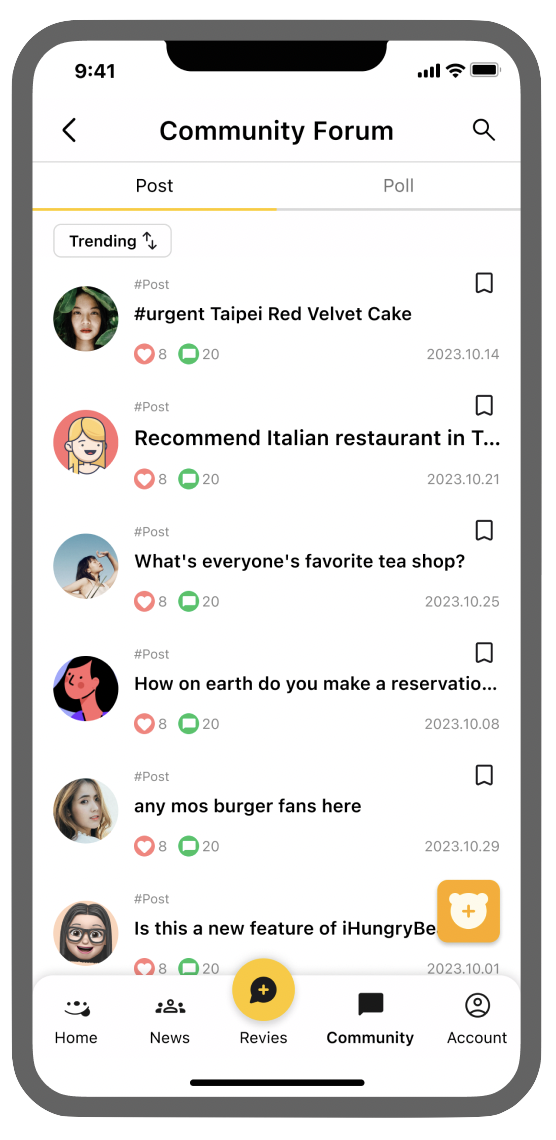 9:41
Community Forum
Post Poll
Trending
#Post
#urgent Taipei Red Velvet Cake
8 20 2023.10.14
#Post
Recommend Italian restaurant in T...
8 20 2023.10.21
#Post
What's everyone's favorite tea shop?
8 20 2023.10.25
#Post
How on earth do you make a reservatio...
8 20 2023.10.08
#Post
any mos burger fans here
8 20 2023.10.29
#Post
Is this a new feature of iHungryBe
8 20 2023.10.01
Home News Revies Community Account